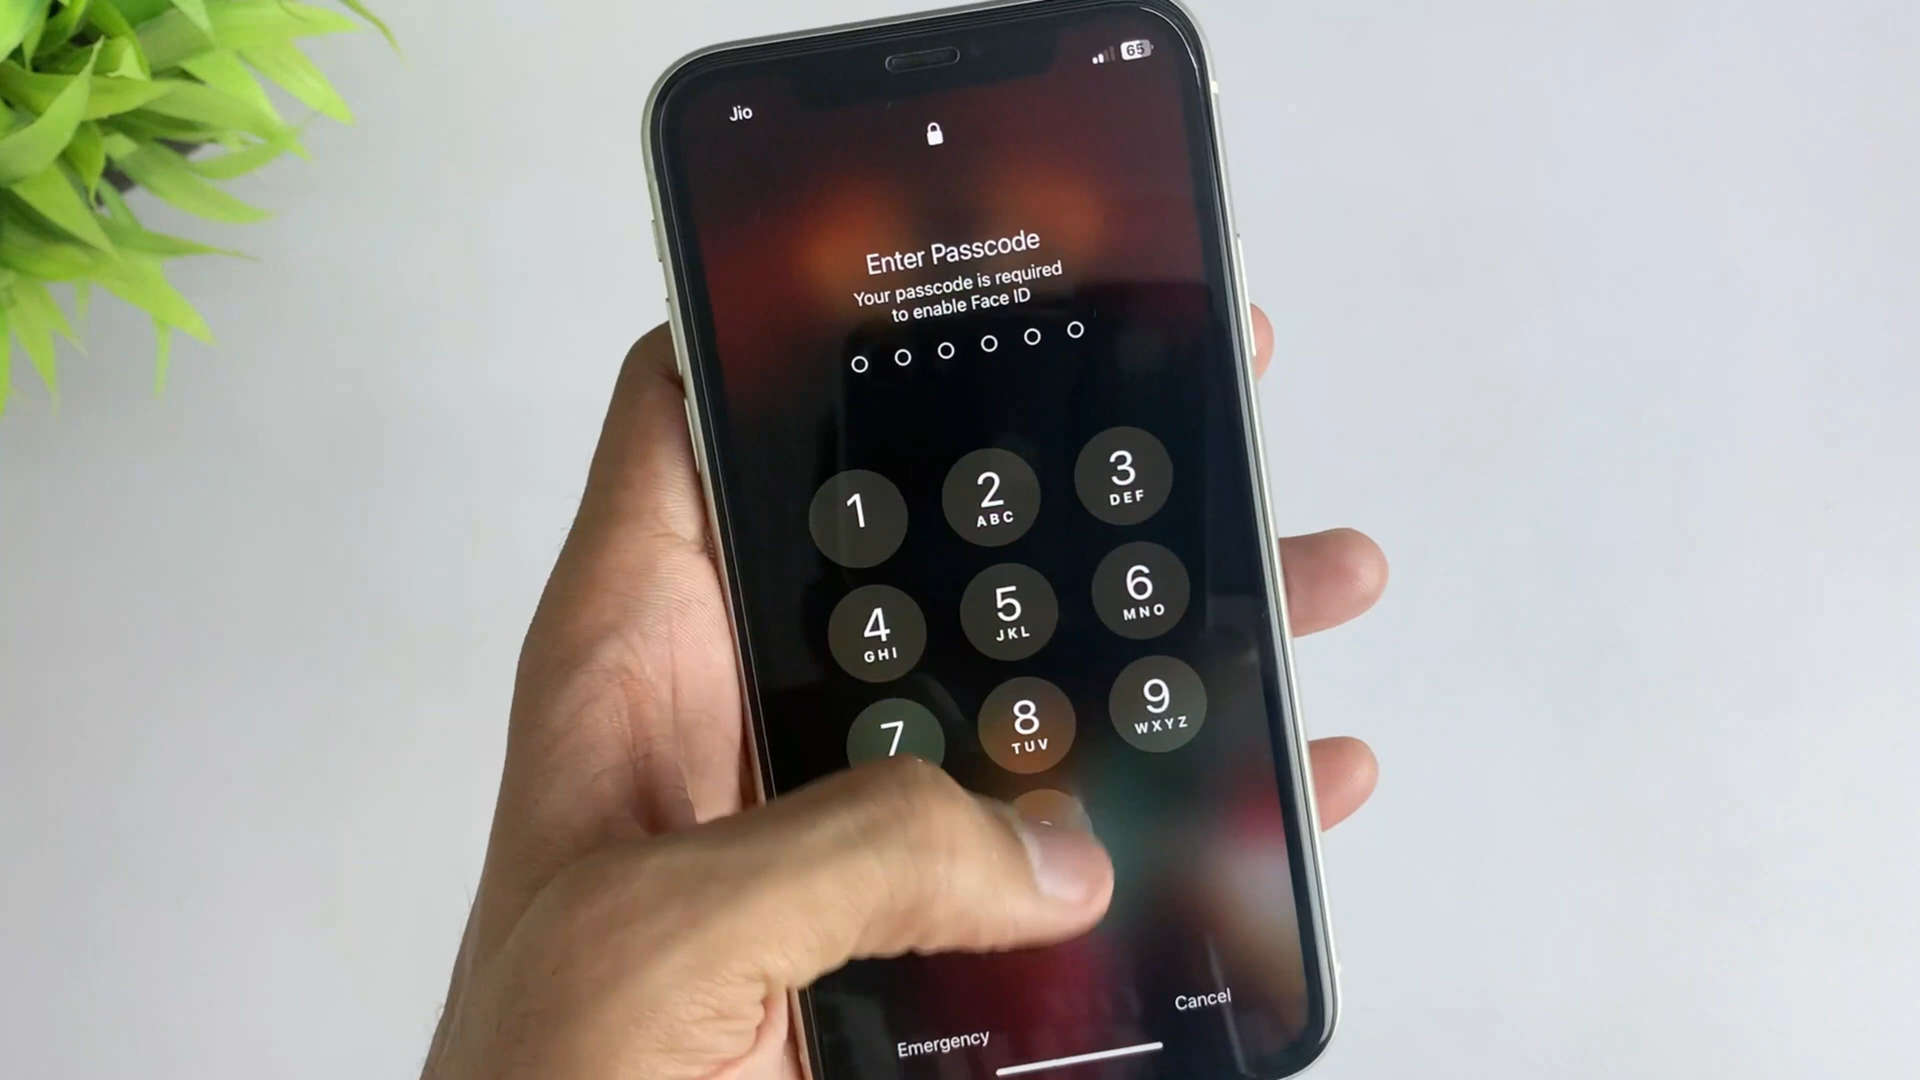 Jio
65
Enter Passcode
Your passcode is required
to enable Face ID
1
2
ABC
3
DEF
4
GHI
5
JKL
6
MNO
7
8
TUV
9
WXYZ
Cancel
Emergency